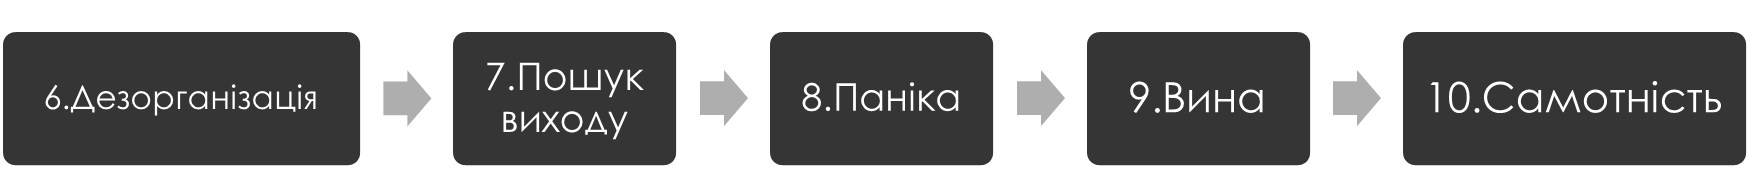 6.Дезорганізація
7.Пошук
виходу
8.Паніка
9.Вина
10.Самотність